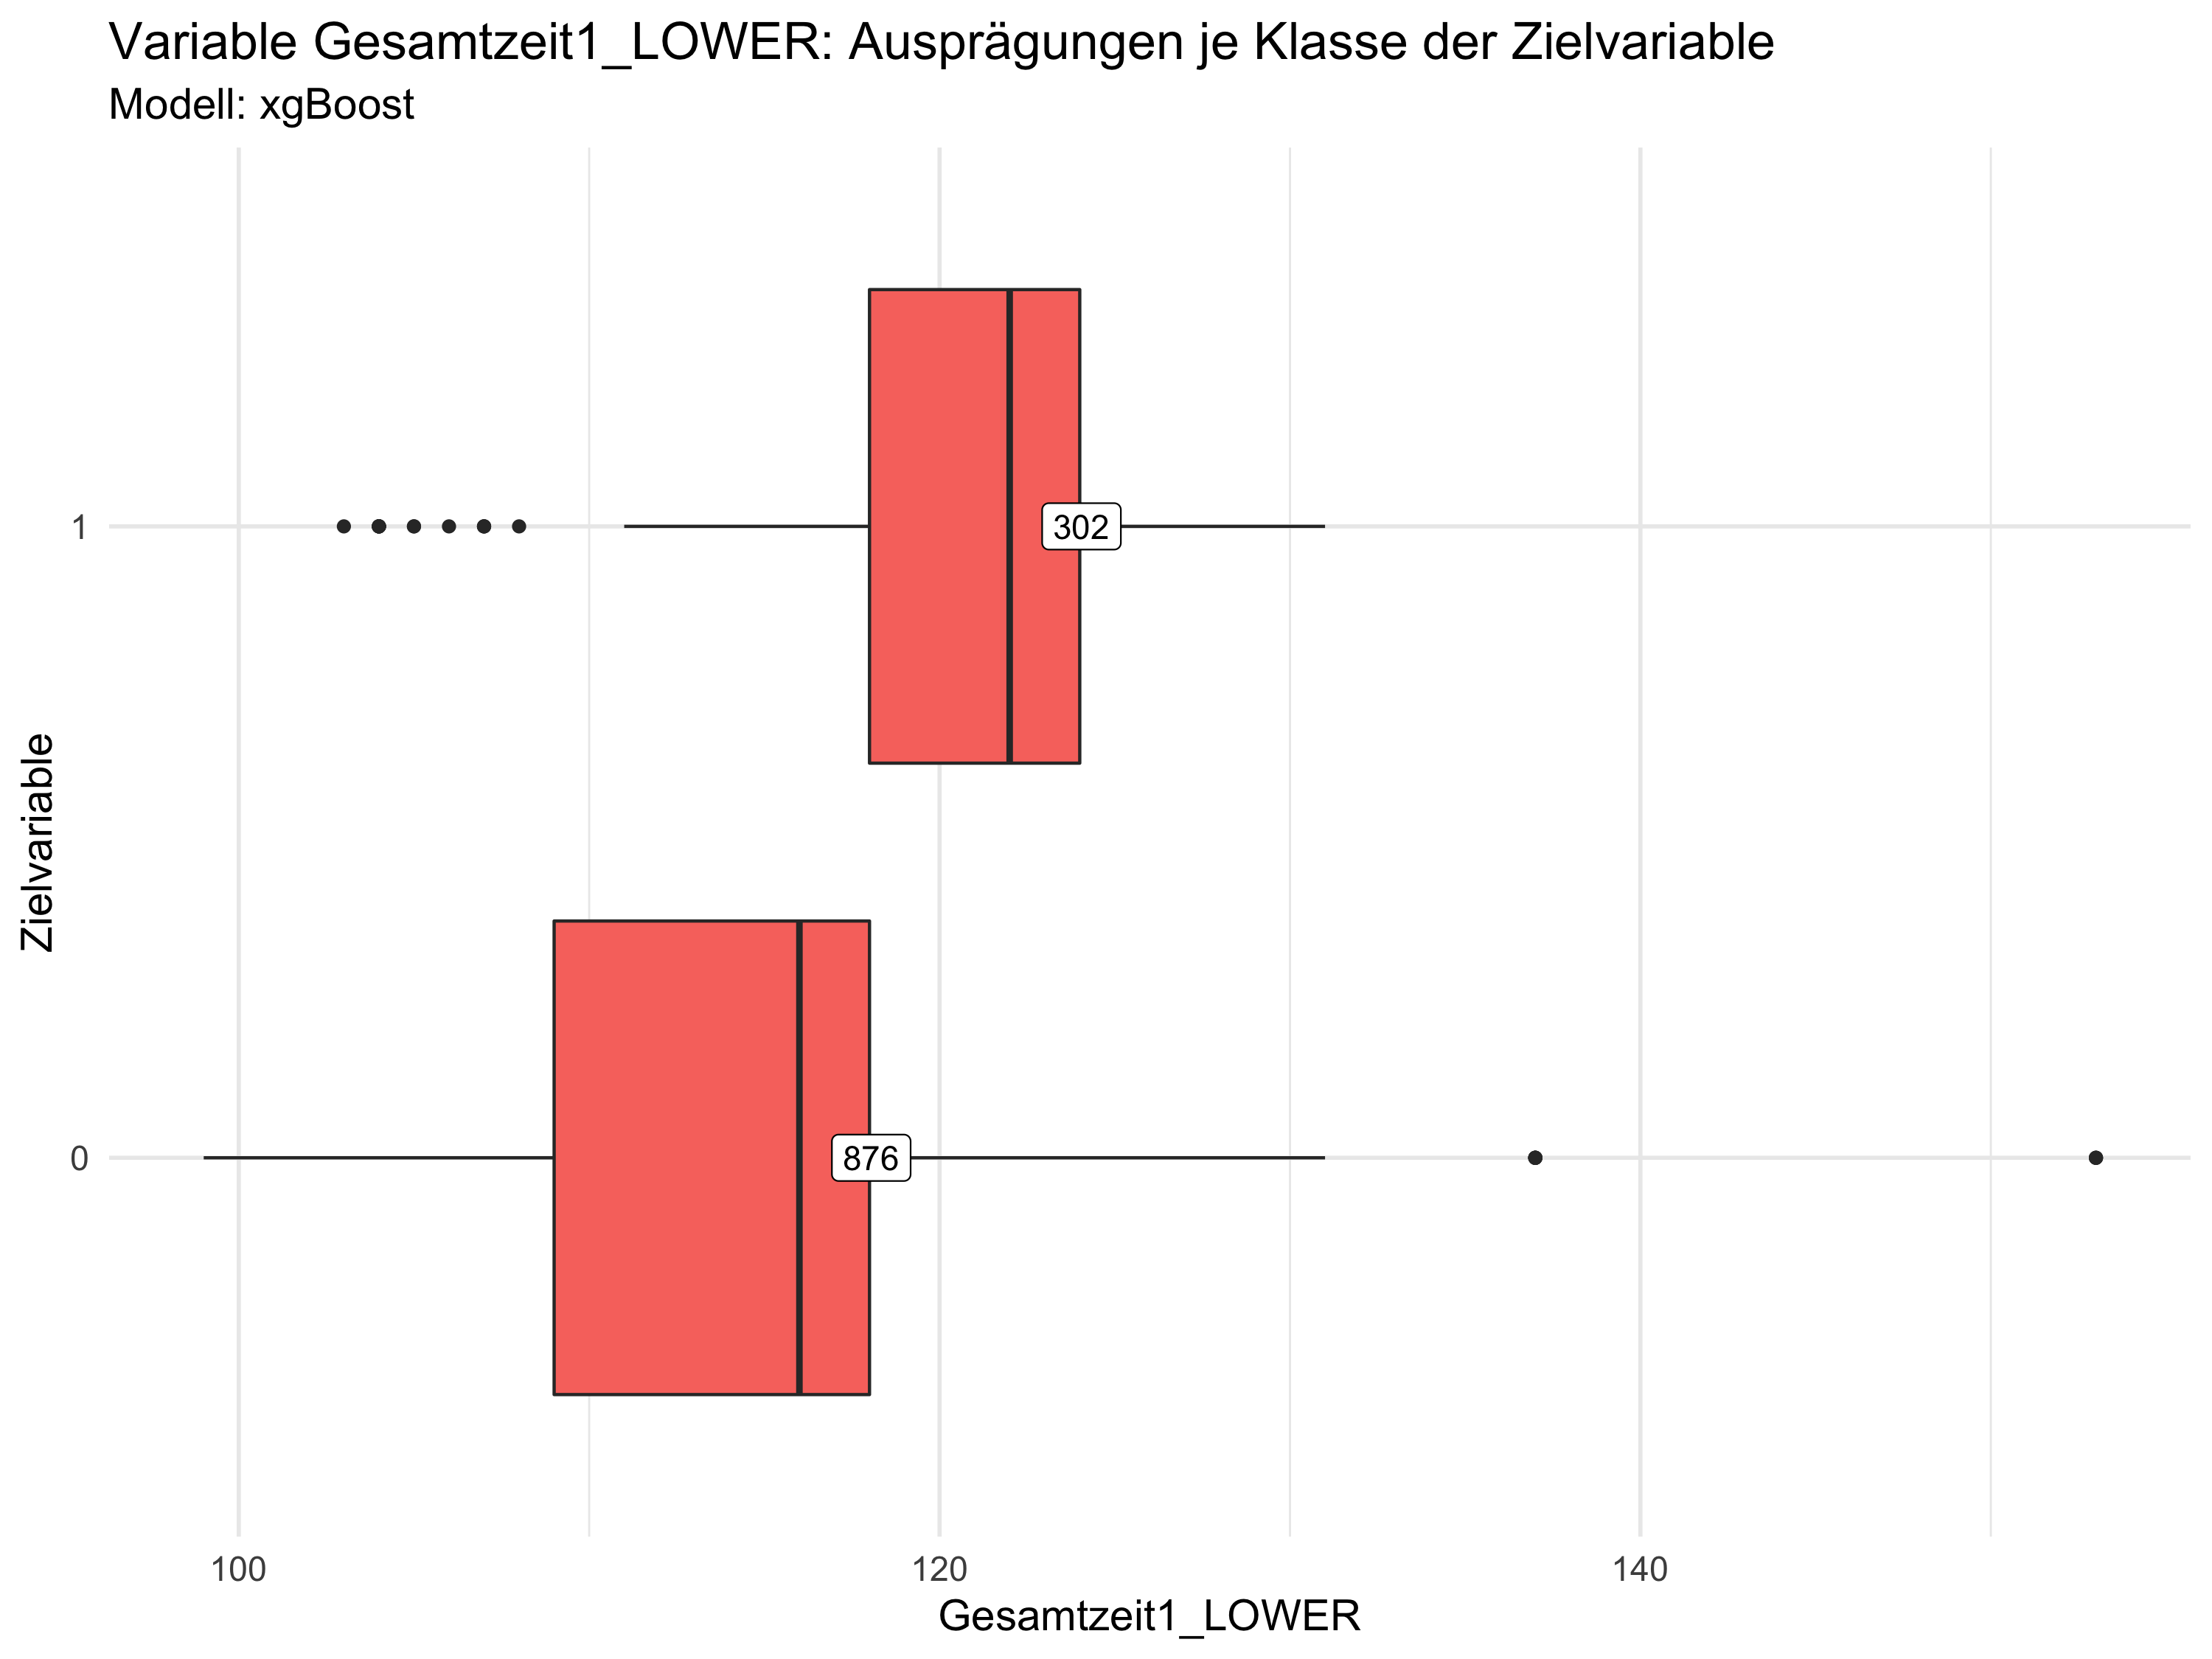 Variable Gesamtzeit1_LOWER: Ausprägungen je Klasse der Zielvariable
Modell: xgBoost
Zielvariable
1
302
0
876
100 120 140
Gesamtzeit1_LOWER